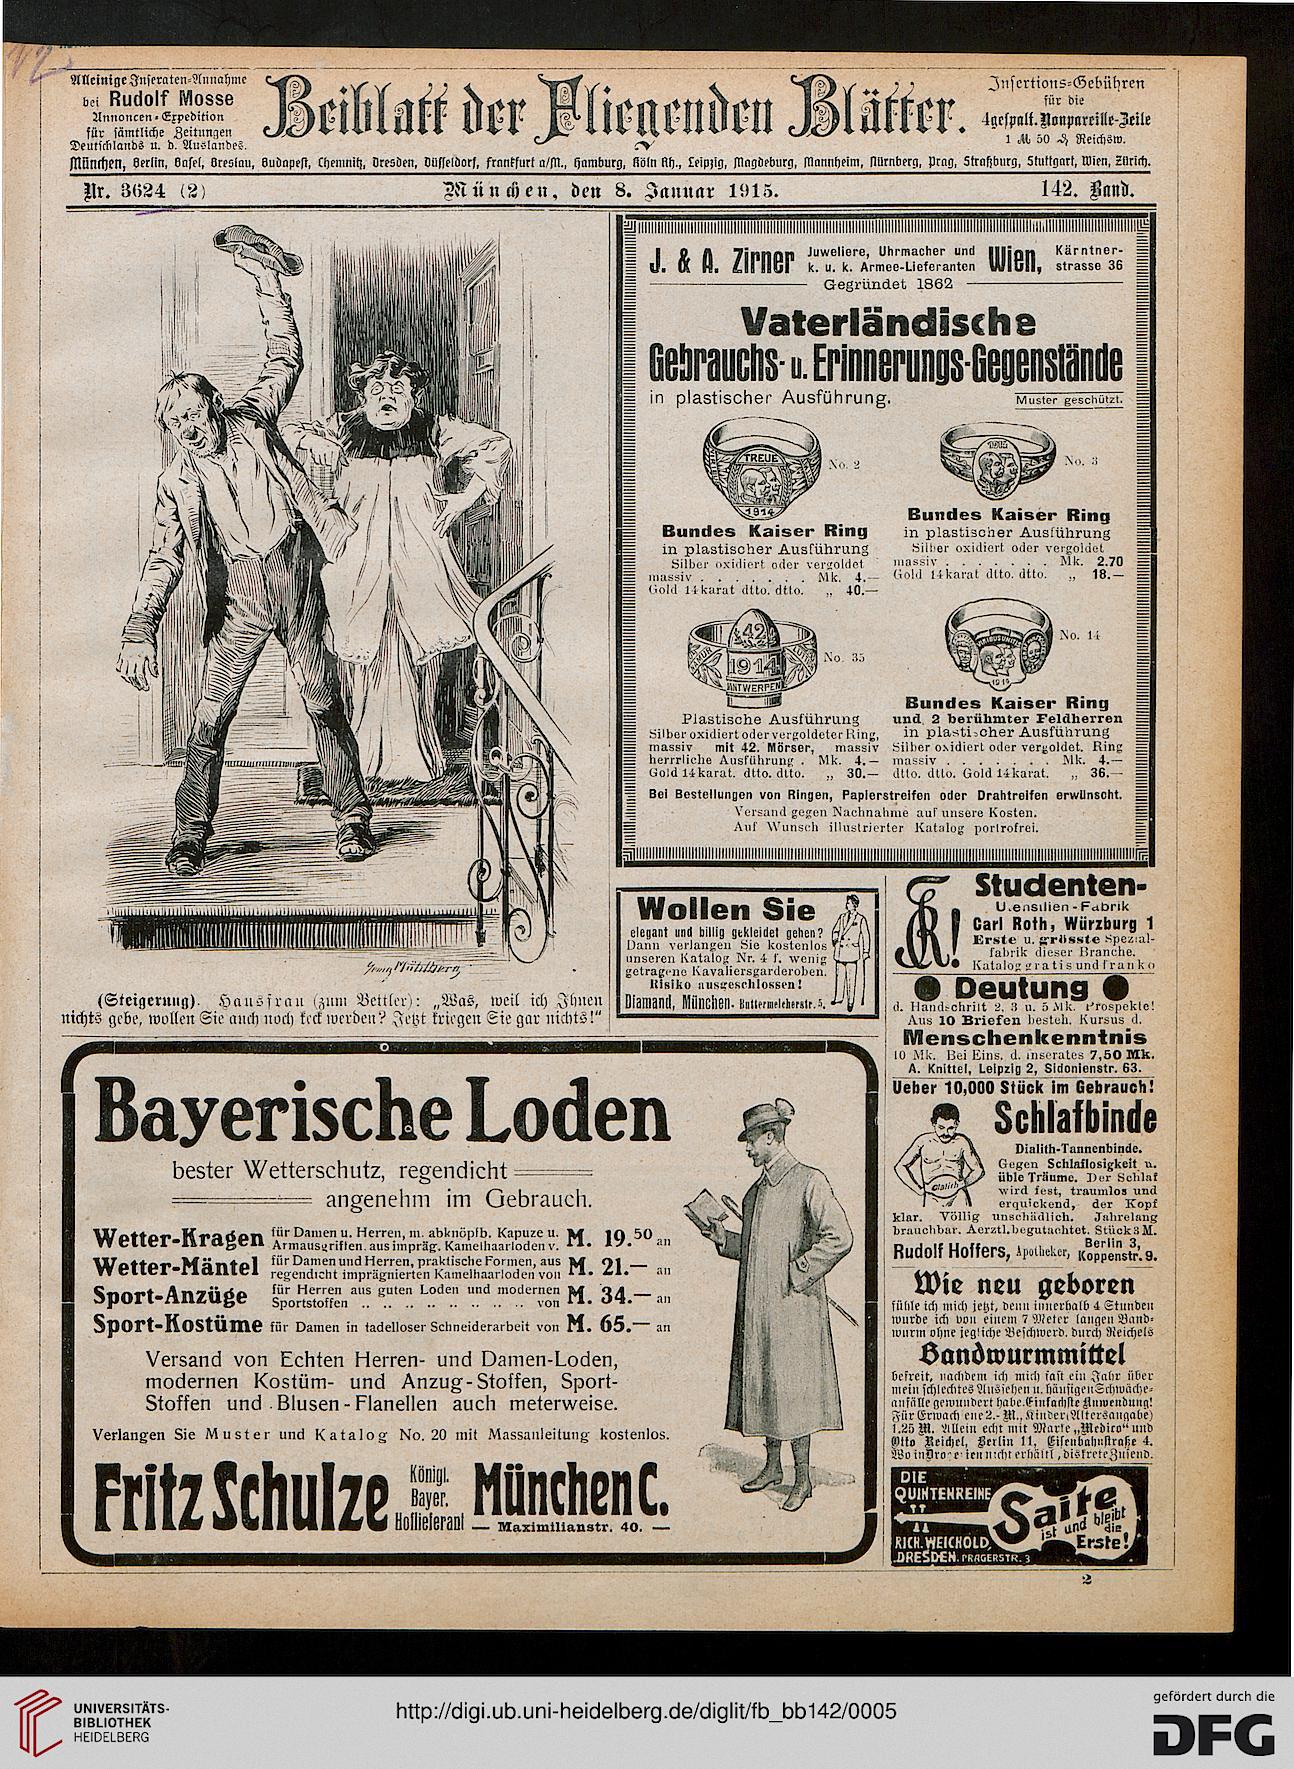 Alleinige Inseraten-Annahme
bei Rudolf Mosse
Annoncen-Expedition
für sämtliche Zeitungen
Deutschlands u. d. Auslandes.
Beiblatt der Fliegenden Blätter.
Insertions-Gebühren
für die
4gespalt. Nonpareille-Zeile
1 M 50 ₰ Reichsw.
München, Berlin, Basel, Breslau, Budapest, Chemnitz, Dresden, Düsseldorf, Frankfurt a/M., Hamburg, Köln Rh., Leipzig, Magdeburg, Mannheim, Nürnberg, Prag, Straßburg, Stuttgart, Wien, Zürich.
Nr. 3624 (2)
München, den 8. Januar 1915.
142. Band.
Georg Mühlberg
(Steigerung). Hausfrau (zum Bettler): „Was, weil ich Ihnen
nichts gebe, wollen Sie auch noch keck werden? Jetzt kriegen Sie gar nichts!“
J. & A. Zirner Juweliere, Uhrmacher und
k. u. k. Armee-Lieferanten Wien, Kärntner-
strasse 36
Gegründet 1862
Vaterländische
Gebrauchs- u. Erinnerungs-Gegenstände
in plastischer Ausführung.
Muster geschützt.
TREUE
1914
No. 2
Bundes Kaiser Ring
in plastischer Ausführung
Silber oxidiert oder vergoldet
massiv . . . . . . . Mk. 4.—
Gold 14karat dtto. dtto. „ 40.—
No. 3
Bundes Kaiser Ring
in plastischer Ausführung
Silber oxidiert oder vergoldet
massiv . . . . . . . Mk. 2.70
Gold 14karat dtto. dtto. „ 18.—
42
1914
ANTWERPEN
No. 35
Plastische Ausführung
Silber oxidiert oder vergoldeter Ring,
massiv mit 42. Mörser, massiv
herrliche Ausführung . Mk. 4.—
Gold 14karat. dtto. dtto. „ 30.—
No. 14
Bundes Kaiser Ring
und 2 berühmter Feldherren
in plastischer Ausführung
Silber oxidiert oder vergoldet. Ring
massiv . . . . . . . Mk. 4.—
dtto. dtto. Gold 14karat. „ 36.—
Bei Bestellungen von Ringen, Papierstreifen oder Drahtreifen erwünscht.
Versand gegen Nachnahme auf unsere Kosten.
Auf Wunsch illustrierter Katalog portofrei.
Wollen Sie
elegant und billig gekleidet gehen?
Dann verlangen Sie kostenlos
unseren Katalog Nr. 4 f. wenig
getragene Kavaliersgarderoben.
Risiko ausgeschlossen!
Diamand, München. Buttermelcherstr. 5.
Studenten-
Utensilien-Fabrik
Carl Roth, Würzburg 1
Erste u. grösste Spezial-
fabrik dieser Branche.
Katalog gratis und franko
Deutung
d. Handschrift 2, 3 u. 5 Mk. Prospekte!
Aus 10 Briefen besteh. Kursus d.
Menschenkenntnis
10 Mk. Bei Eins. d. Inserates 7,50 Mk.
A. Knittel, Leipzig 2, Sidonienstr. 63.
Ueber 10,000 Stück im Gebrauch!
Schlafbinde
Dialith-Tannenbinde.
Gegen Schlaflosigkeit u.
üble Träume. Der Schlaf
wird fest, traumlos und
erquickend, der Kopf
klar. Völlig unschädlich. Jahrelang
brauchbar. Aerztl. begutachtet. Stück 3 M.
Rudolf Hoffers, Apotheker, Berlin 3,
Koppenstr. 9.
Wie neu geboren
fühle ich mich jetzt, denn innerhalb 4 Stunden
wurde ich von einem 7 Meter langen Band-
wurm ohne jegliche Beschwerd. durch Reichels
Bandwurmmittel
befreit, nachdem ich mich fast ein Jahr über
mein schlechtes Aussehen u. häufigen Schwäche-
anfälle gewundert habe. Einfachste Anwendung!
Für Erwachsene 2.- M., Kinder (Altersangabe)
1.25 M. Allein echt mit Marke „Medico“ und
Otto Reichel, Berlin 11, Eisenbahnstraße 4.
Wo in Drogerien nicht erhältl., diskrete Zusend.
DIE
QUINTENREINE
Saite
ist und bleibt
die
Erste!
RICH. WEICHOLD,
DRESDEN. PRAGERSTR. 3
Bayerische Loden
bester Wetterschutz, regendicht
angenehm im Gebrauch.
Wetter-Kragen für Damen u. Herren, m. abknöpfb. Kapuze u.
Armausgriffen, aus impräg. Kamelhaarloden v. M. 19.50 an
Wetter-Mäntel für Damen und Herren, praktische Formen, aus
regendicht imprägnierten Kamelhaarloden von M. 21.— an
Sport-Anzüge für Herren aus guten Loden und modernen
Sportstoffen .. .. .. .. .. .. .. .. von M. 34.— an
Sport-Kostüme für Damen in tadelloser Schneiderarbeit von M. 65.— an
Versand von Echten Herren- und Damen-Loden,
modernen Kostüm- und Anzug-Stoffen, Sport-
Stoffen und Blusen-Flanellen auch meterweise.
Verlangen Sie Muster und Katalog No. 20 mit Massanleitung kostenlos.
Fritz Schulze Königl.
Bayer.
Hoflieferant München C.
— Maximilianstr. 40. —
2
UNIVERSITÄTS-
BIBLIOTHEK
HEIDELBERG
http://digi.ub.uni-heidelberg.de/diglit/fb_bb142/0005
gefördert durch die
DFG